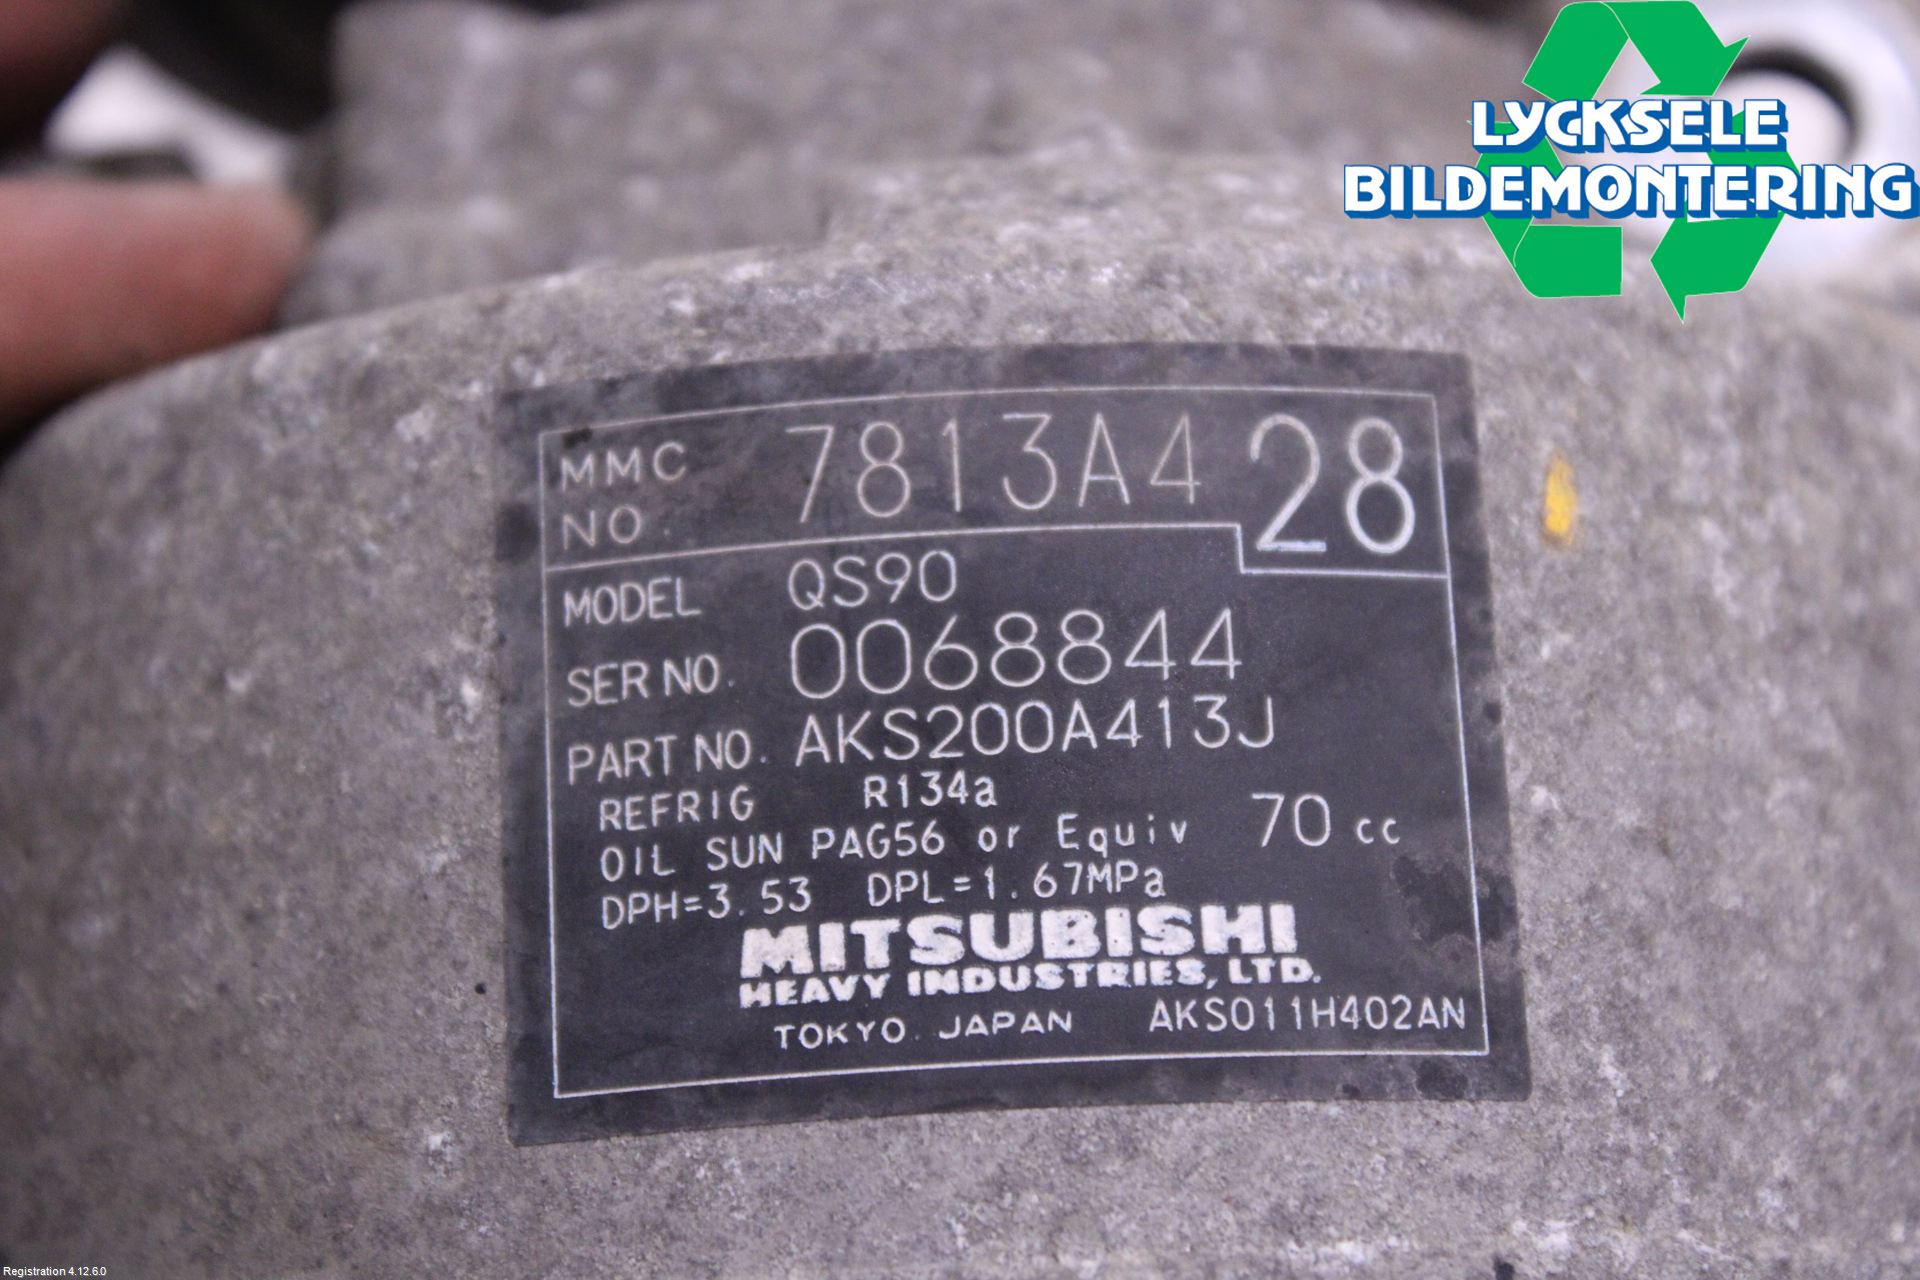 LYCKSELE
BILDEMONTERING
MMC NO. 7813A428
MODEL QS90
SER NO. 0068844
PART NO. AKS200A413J
REFRIG R134a
OIL SUN PAG56 or Equiv 70 cc
DPH=3.53 DPL=1.67MPa
MITSUBISHI
HEAVY INDUSTRIES, LTD.
TOKYO. JAPAN AKS011H402AN
Registration 4.12.6.0